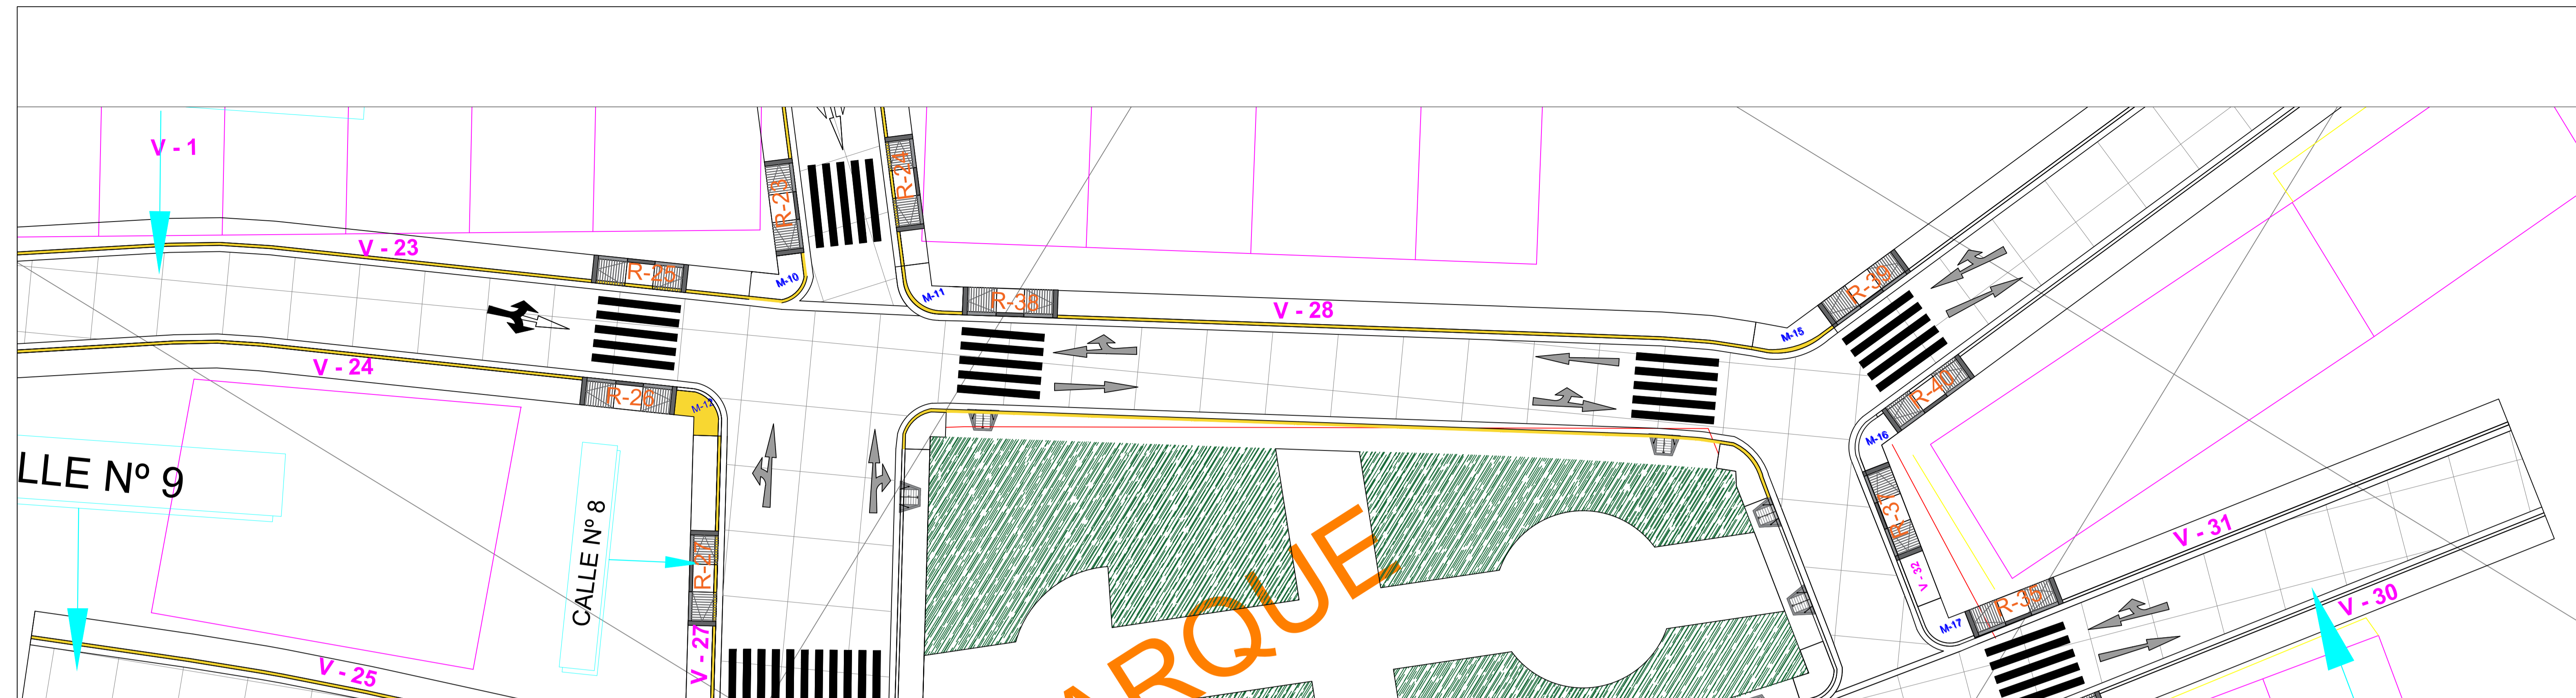 V - 1
R-23
R-24
V - 23
R-25
M-10
M-11
R-38
V - 28
R-39
M-15
V - 24
R-26
M-12
R-40
M-16
LLE Nº 9
CALLE Nº 8
R-27
R-31
V - 31
V - 32
R-35
V - 30
M-17
V - 27
V - 25
ARQUE